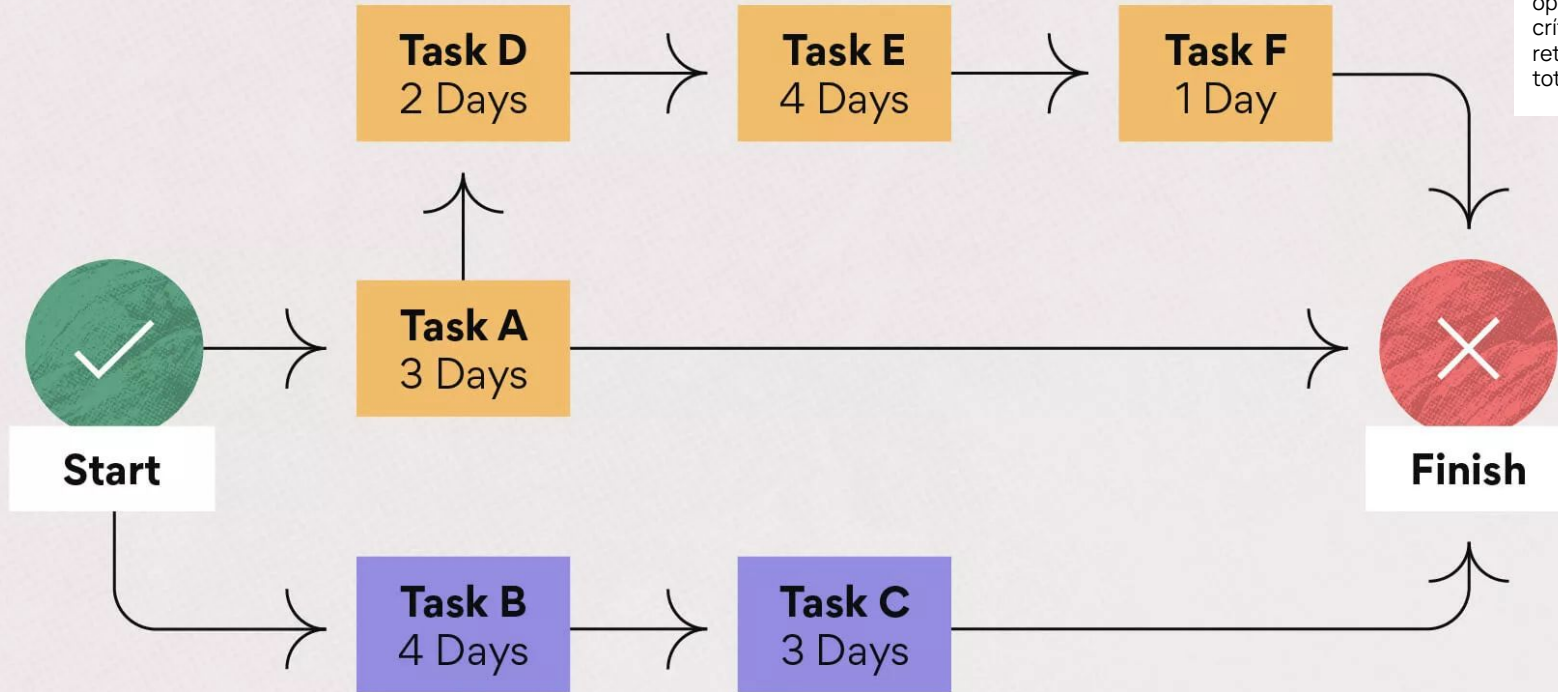 Task D
2 Days
Task E
4 Days
Task F
1 Day
Task A
3 Days
Start
Finish
Task B
4 Days
Task C
3 Days